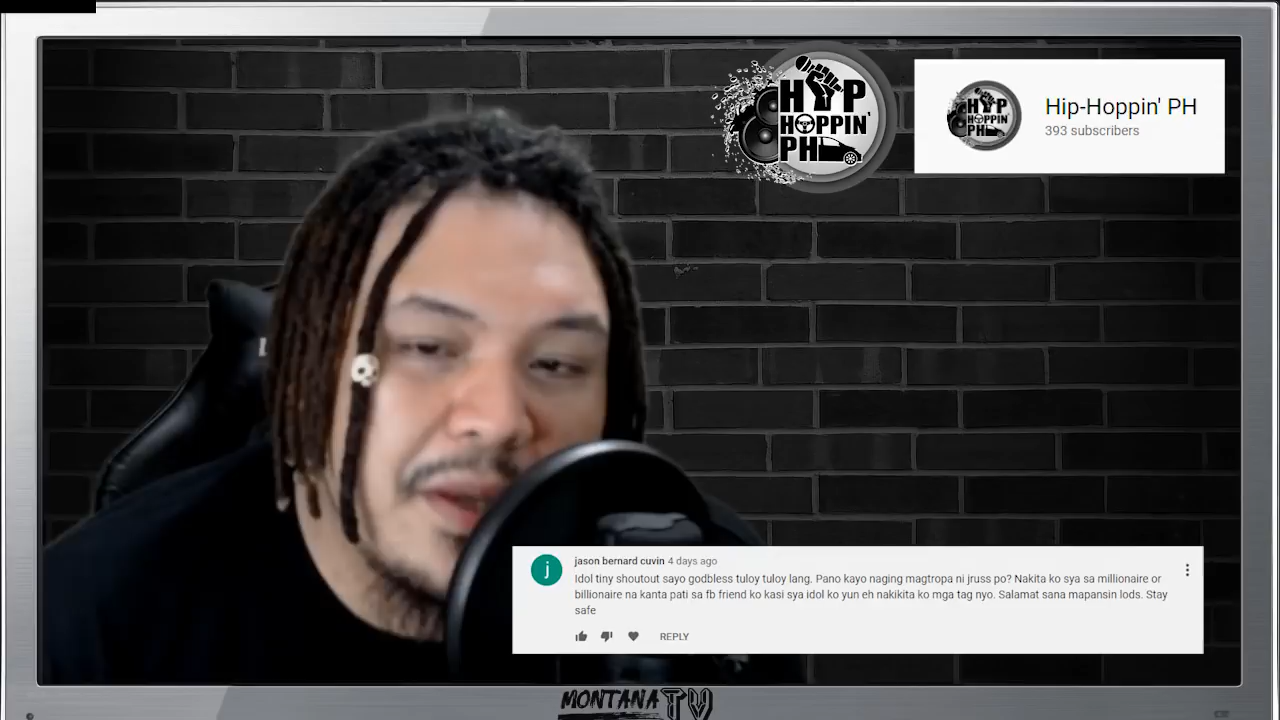 HIP
HOPPIN'
PH
HIP
HOPPIN'
PH
Hip-Hoppin' PH
393 subscribers
j
jason bernard cuvin 4 days ago
Idol tiny shoutout sayo godbless tuloy tuloy lang. Pano kayo naging magtropa ni jruss po? Nakita ko sya sa millionaire or
billionaire na kanta pati sa fb friend ko kasi sya idol ko yun eh nakikita ko mga tag nyo. Salamat sana mapansin lods. Stay
safe
REPLY
MONTANA TV